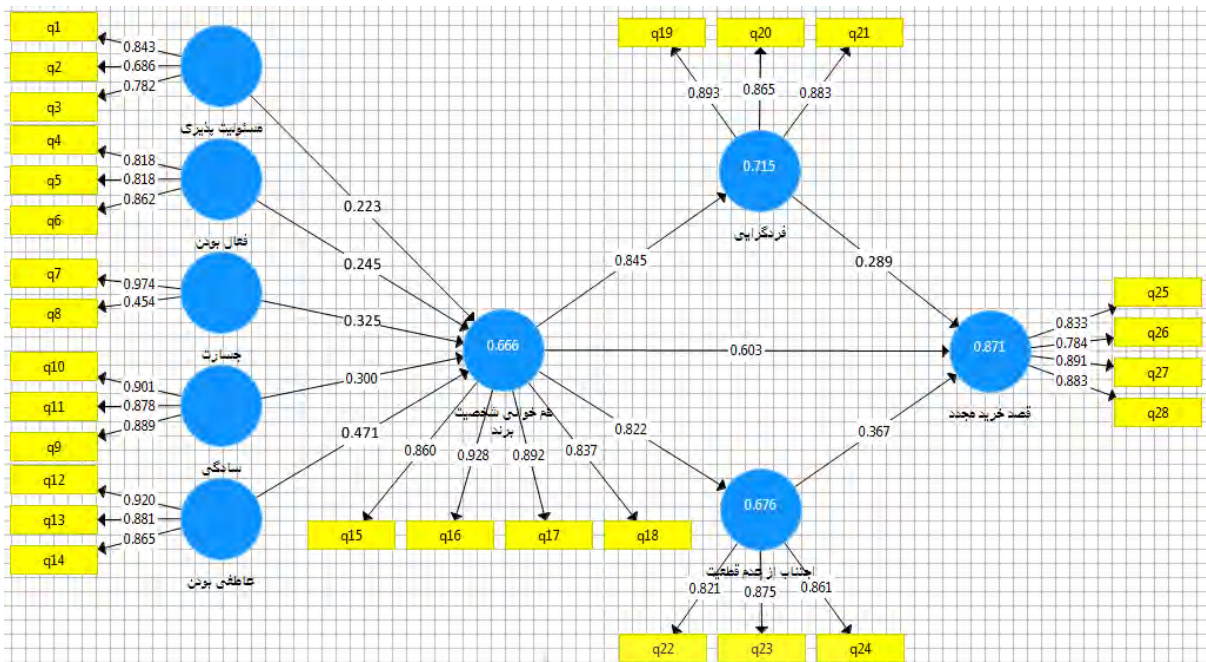 q1
0.843
q2
0.686
q3
0.782
مسئولیت پذیری
q4
0.818
q5
0.818
q6
0.862
فعال بودن
q7
0.974
q8
0.454
جسارت
q10
0.901
q11
0.878
q9
0.889
سادگی
q12
0.920
q13
0.881
q14
0.865
عاطفی بودن
0.223
0.245
0.325
0.300
0.471
0.666
هم خوانی شخصیت
برند
0.860
0.928
0.892
0.837
q15
q16
q17
q18
q19
q20
q21
0.893
0.865
0.883
0.715
فردگرایی
0.845
0.289
0.603
0.822
0.367
0.676
اجتناب از عدم قطعیت
0.821
0.875
0.861
q22
q23
q24
0.871
قصد خرید مجدد
q25
0.833
q26
0.784
q27
0.891
q28
0.883